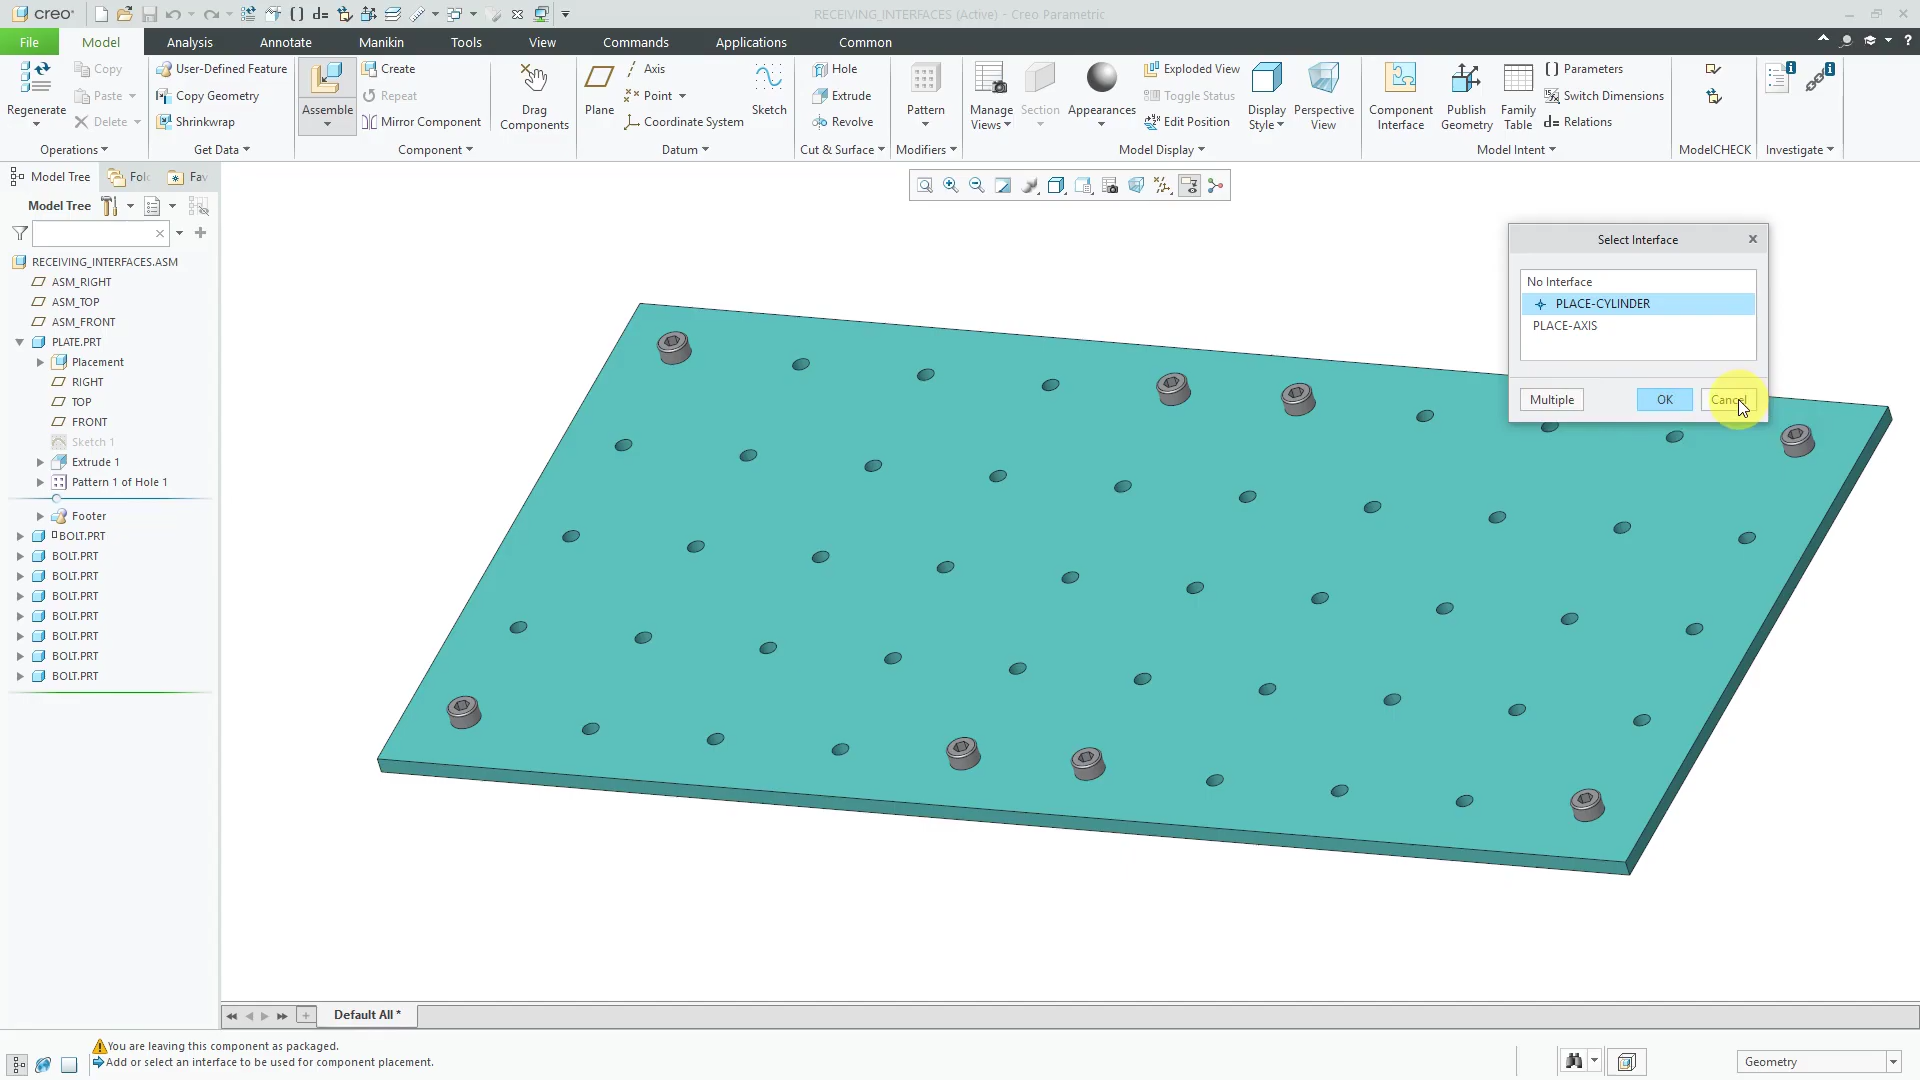 creo
RECEIVING_INTERFACES (Active) - Creo Parametric
File
Model
Analysis
Annotate
Manikin
Tools
View
Commands
Applications
Common
Regenerate
Copy
Paste
Delete
Operations
User-Defined Feature
Copy Geometry
Shrinkwrap
Get Data
Assemble
Create
Repeat
Mirror Component
Component
Drag
Components
Plane
Axis
Point
Coordinate System
Sketch
Datum
Hole
Extrude
Revolve
Cut & Surface
Pattern
Modifiers
Manage
Views
Section
Appearances
Exploded View
Toggle Status
Edit Position
Display
Style
Perspective
View
Model Display
Component
Interface
Publish
Geometry
Family
Table
Parameters
Switch Dimensions
Relations
Model Intent
ModelCHECK
Investigate
Model Tree
Fol
Fav
Model Tree
RECEIVING_INTERFACES.ASM
ASM_RIGHT
ASM_TOP
ASM_FRONT
PLATE.PRT
Placement
RIGHT
TOP
FRONT
Sketch 1
Extrude 1
Pattern 1 of Hole 1
Footer
BOLT.PRT
BOLT.PRT
BOLT.PRT
BOLT.PRT
BOLT.PRT
BOLT.PRT
BOLT.PRT
BOLT.PRT
Select Interface
No Interface
PLACE-CYLINDER
PLACE-AXIS
Multiple
OK
Cancel
Default All *
You are leaving this component as packaged.
Add or select an interface to be used for component placement.
Geometry